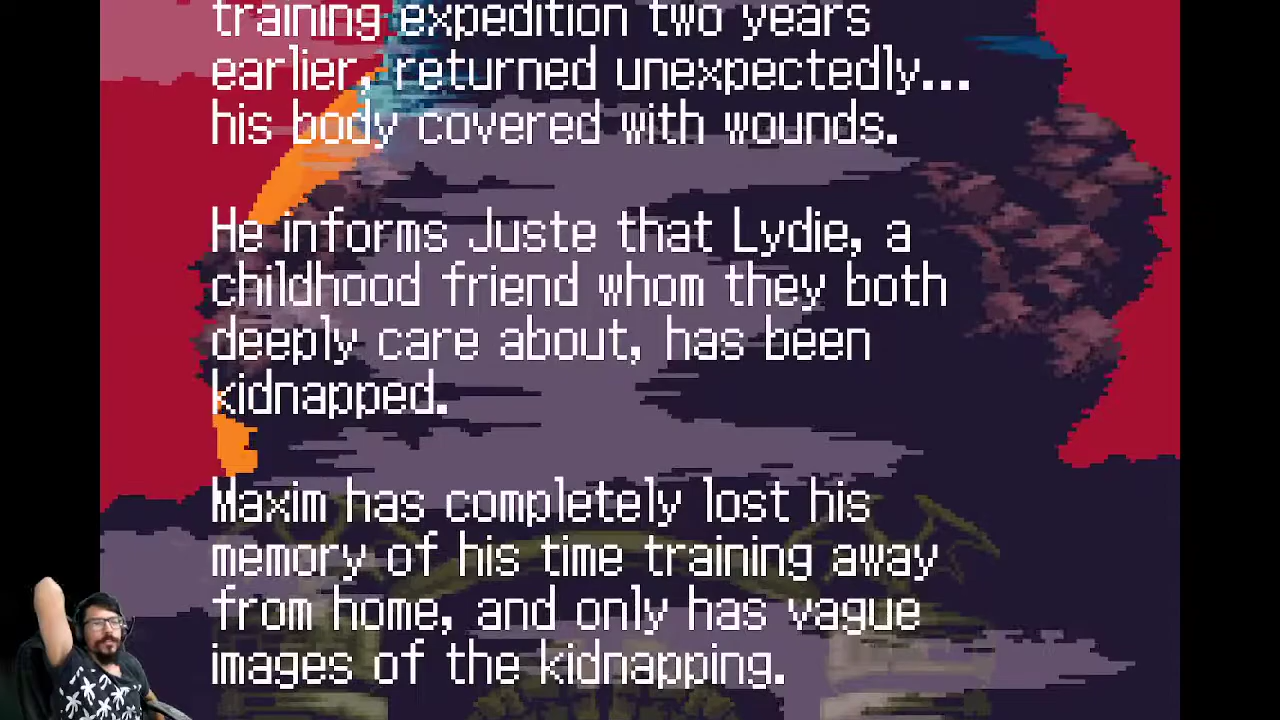 training expedition two years
earlier, returned unexpectedly...
his body covered with wounds.
He informs Juste that Lydie, a
childhood friend whom they both
deeply care about, has been
kidnapped.
Maxim has completely lost his
memory of his time training away
from home, and only has vague
images of the kidnapping.